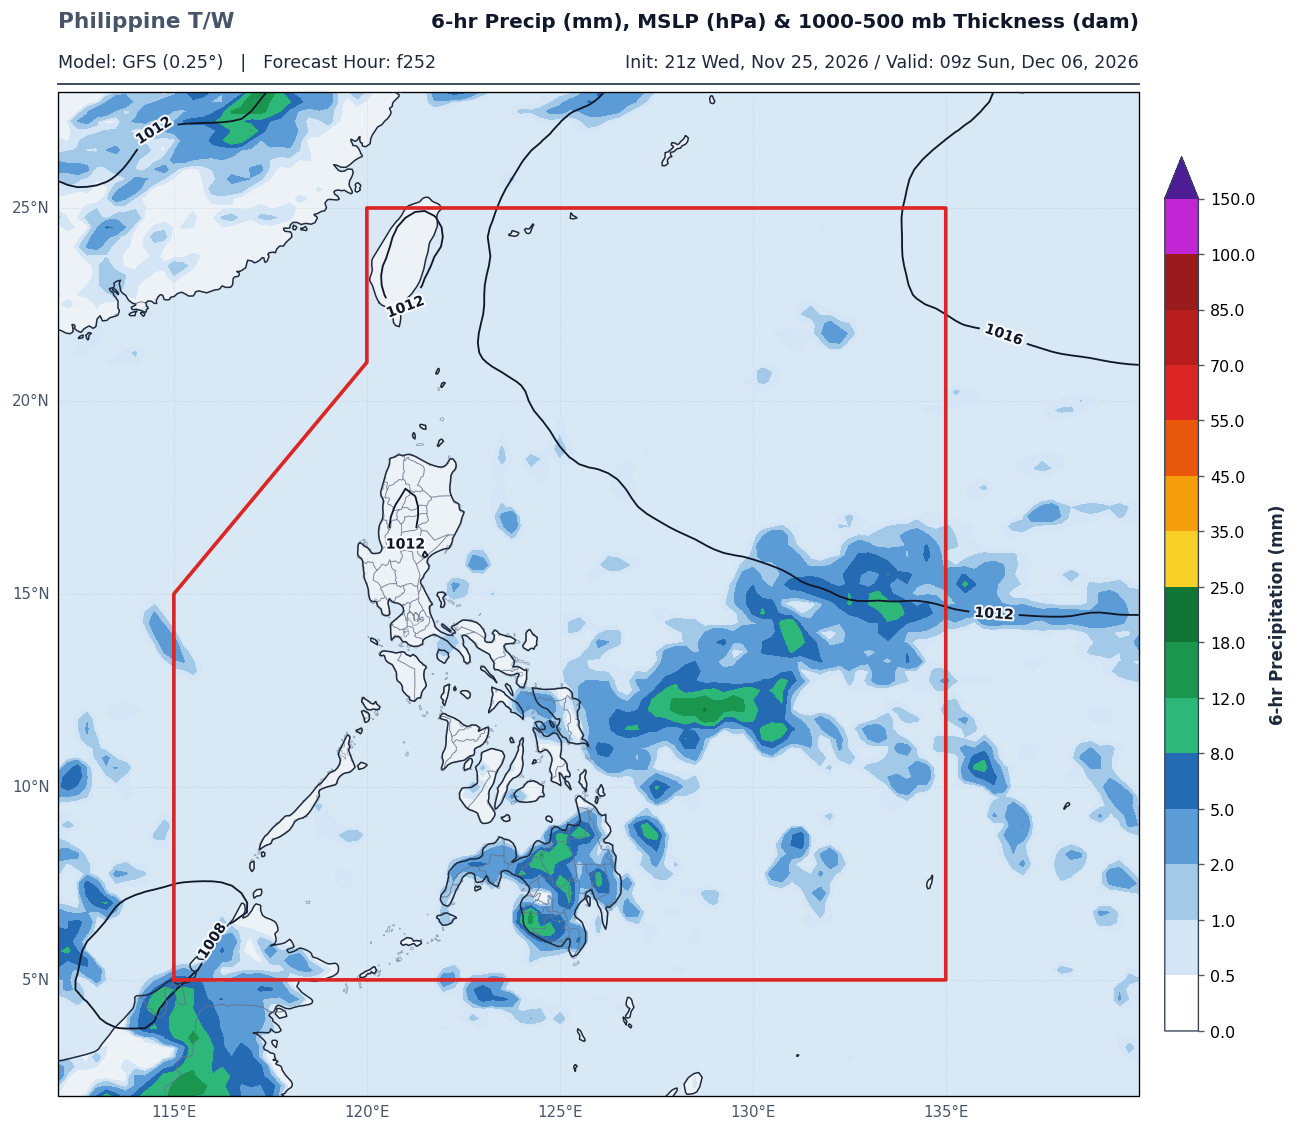 Philippine T/W
6-hr Precip (mm), MSLP (hPa) & 1000-500 mb Thickness (dam)
Model: GFS (0.25°) | Forecast Hour: f252
Init: 21z Wed, Nov 25, 2026 / Valid: 09z Sun, Dec 06, 2026
1012
1012
1016
1012
1012
1008
25°N
20°N
15°N
10°N
5°N
115°E
120°E
125°E
130°E
135°E
150.0
100.0
85.0
70.0
55.0
45.0
35.0
25.0
18.0
12.0
8.0
5.0
2.0
1.0
0.5
0.0
6-hr Precipitation (mm)